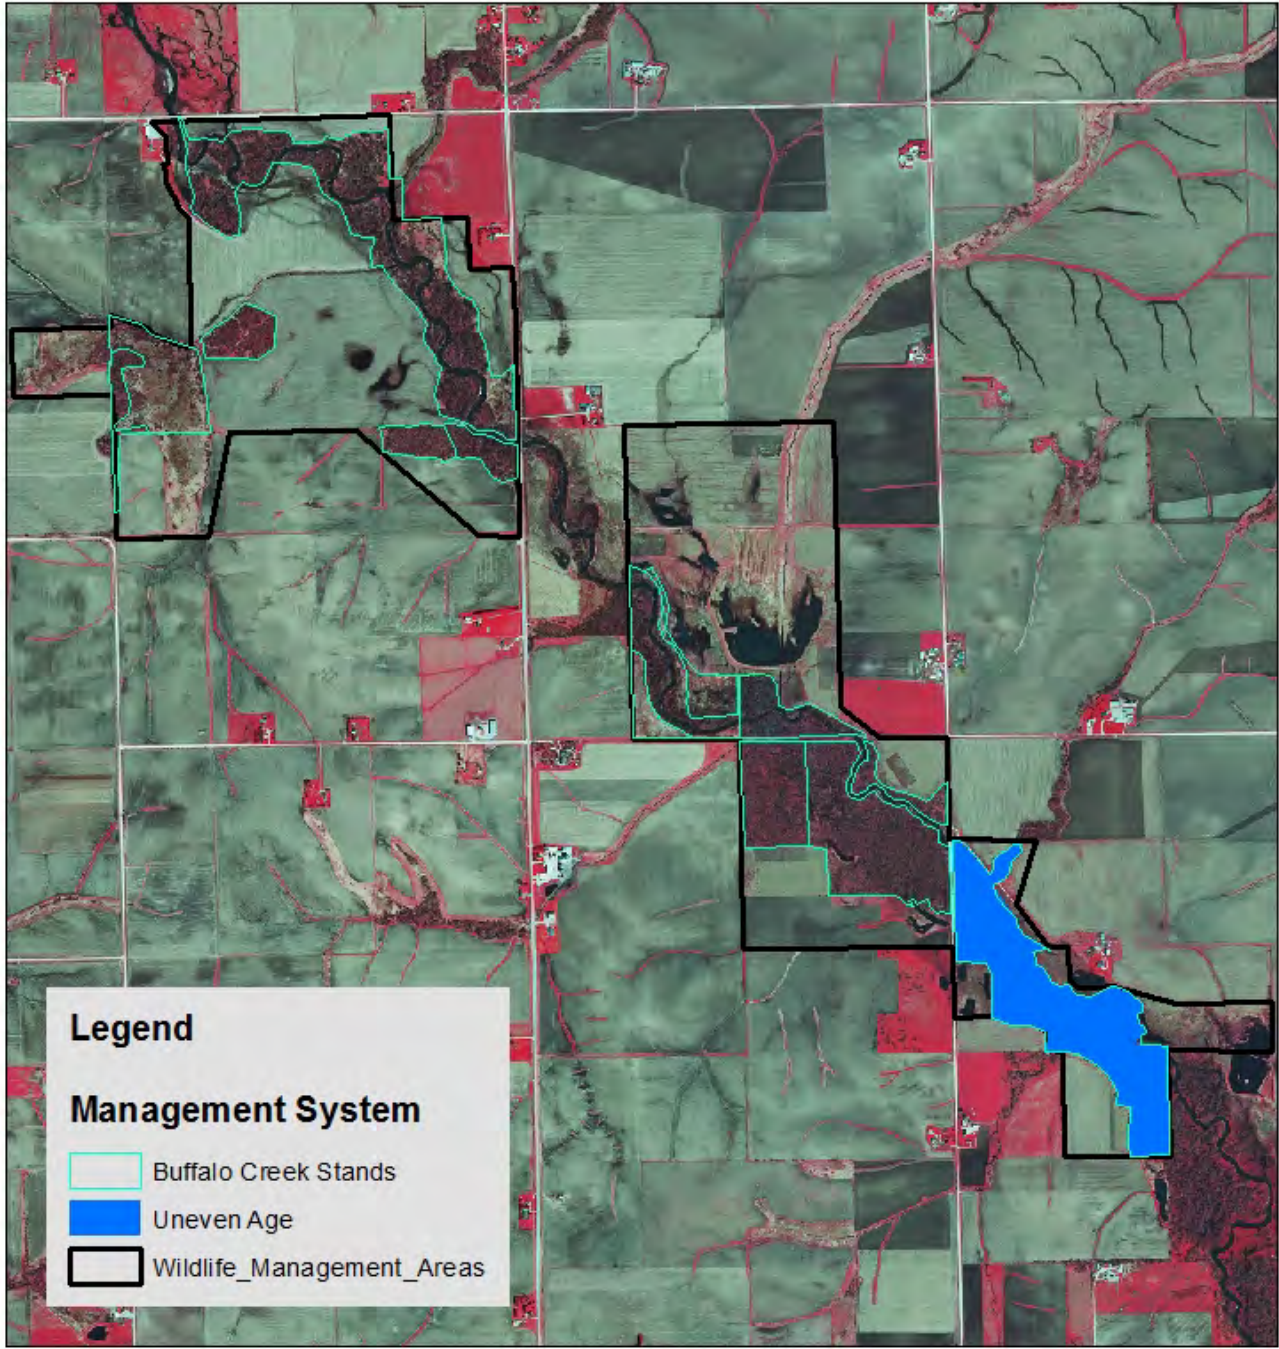 Legend
Management System
Buffalo Creek Stands
Uneven Age
Wildlife_Management_Areas